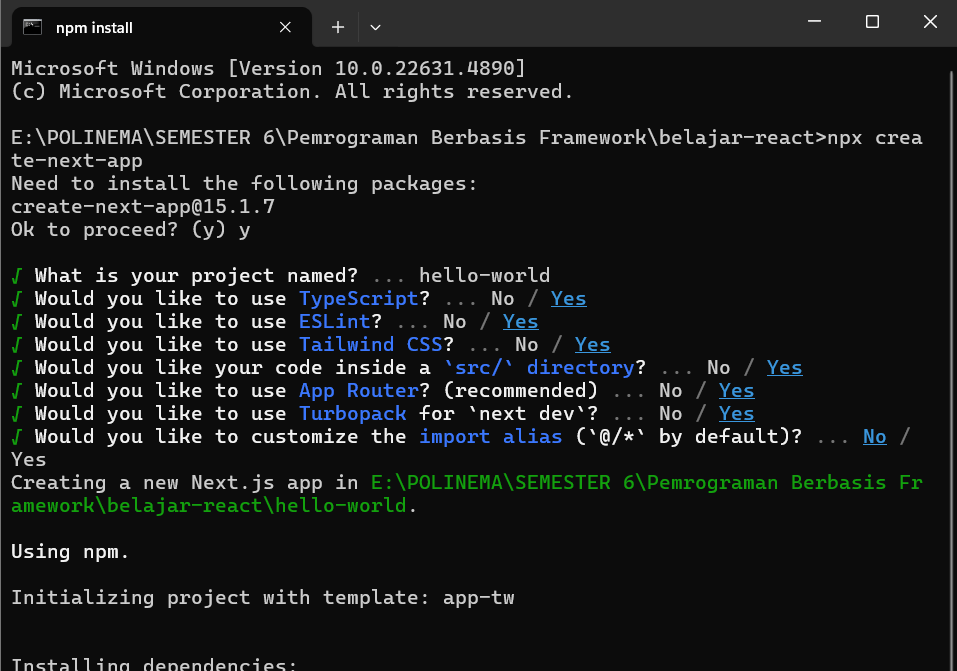 npm install
Microsoft Windows [Version 10.0.22631.4890]
(c) Microsoft Corporation. All rights reserved.
E:\POLINEMA\SEMESTER 6\Pemrograman Berbasis Framework\belajar-react>npx crea
te-next-app
Need to install the following packages:
create-next-app@15.1.7
Ok to proceed? (y) y
√ What is your project named? ... hello-world
√ Would you like to use TypeScript? ... No / Yes
√ Would you like to use ESLint? ... No / Yes
√ Would you like to use Tailwind CSS? ... No / Yes
√ Would you like your code inside a `src/` directory? ... No / Yes
√ Would you like to use App Router? (recommended) ... No / Yes
√ Would you like to use Turbopack for `next dev`? ... No / Yes
√ Would you like to customize the import alias (`@/*` by default)? ... No /
Yes
Creating a new Next.js app in E:\POLINEMA\SEMESTER 6\Pemrograman Berbasis Fr
amework\belajar-react\hello-world.
Using npm.
Initializing project with template: app-tw
Installing dependencies: